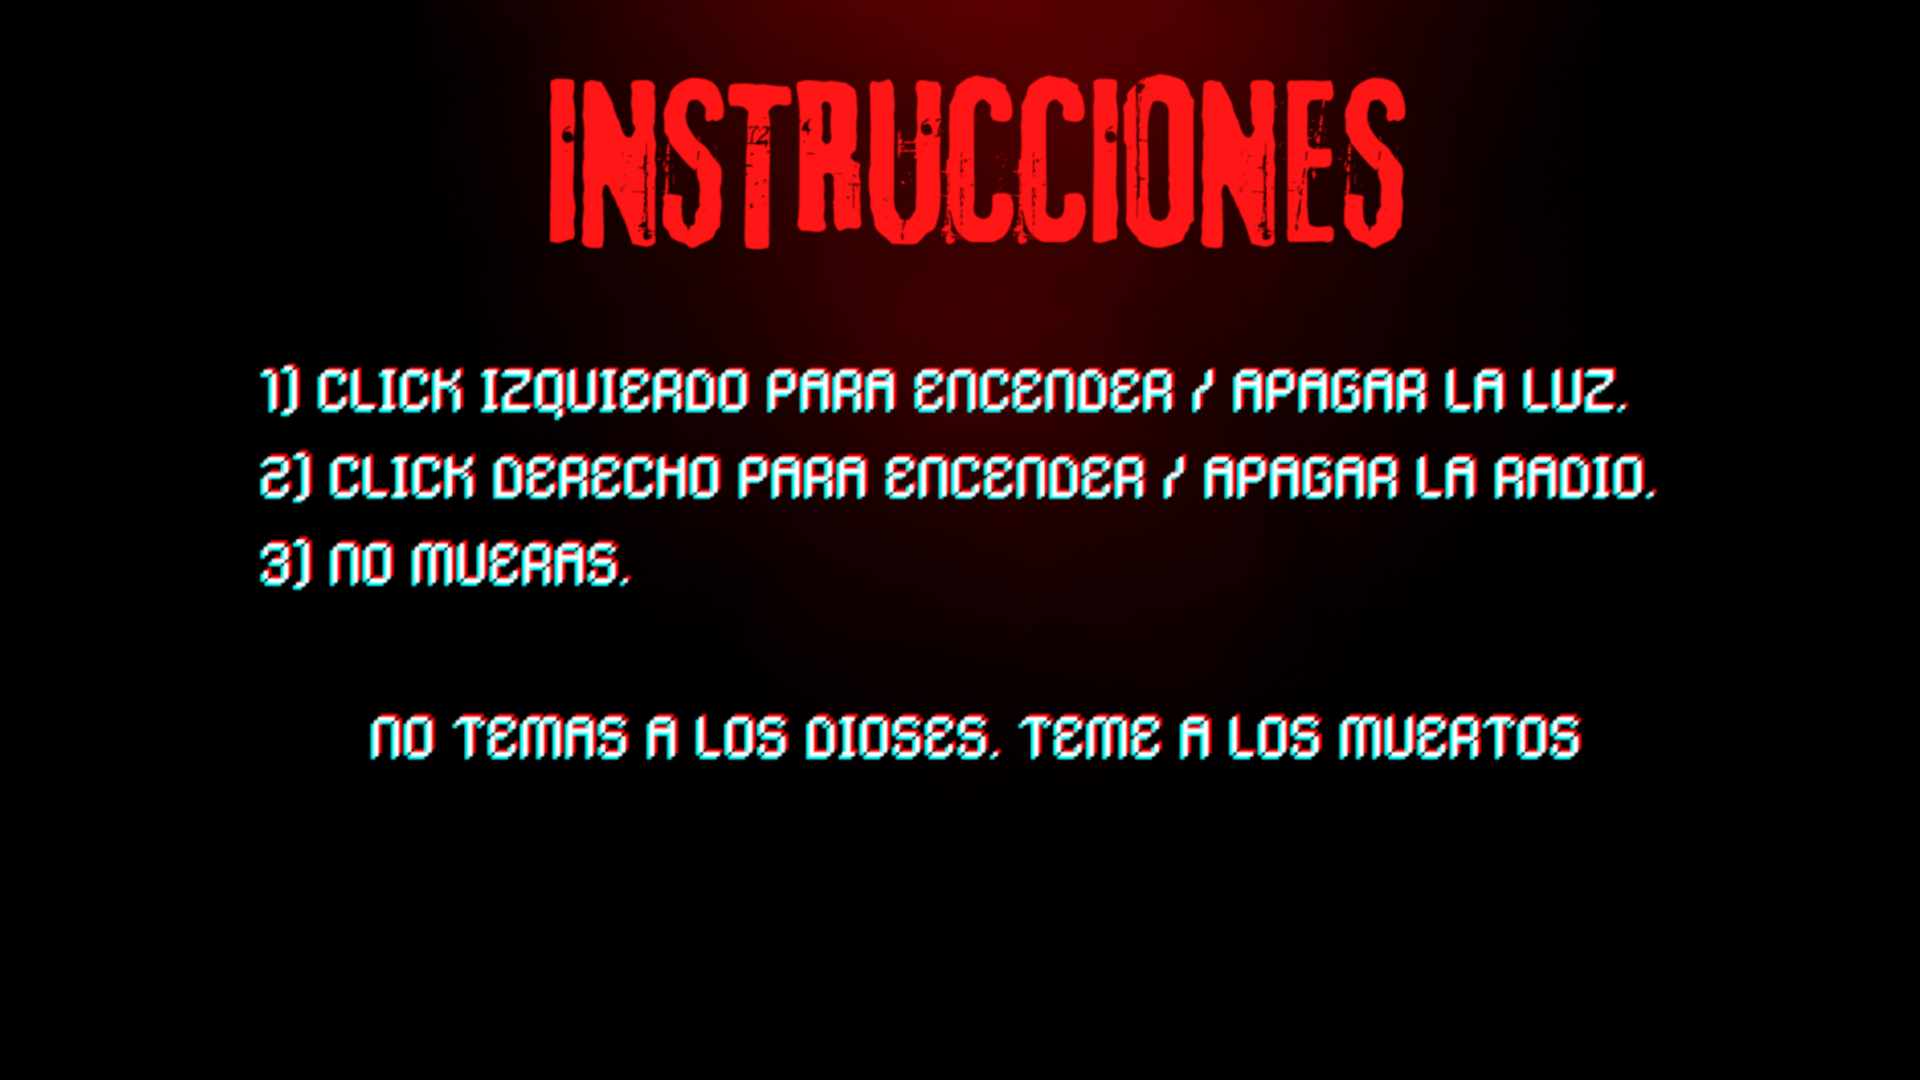 INSTRUCCIONES
1) CLICK IZQUIERDO PARA ENCENDER / APAGAR LA LUZ.
2) CLICK DERECHO PARA ENCENDER / APAGAR LA RADIO.
3) NO MUERAS.
NO TEMAS A LOS DIOSES. TEME A LOS MUERTOS